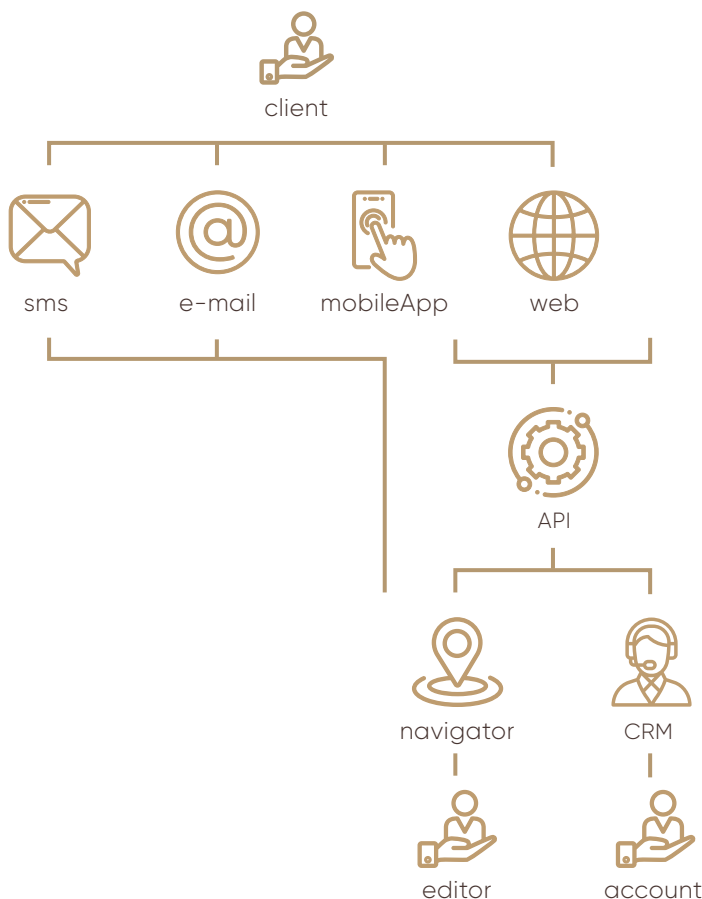 client
sms
e-mail
mobileApp
web
API
navigator
CRM
editor
account